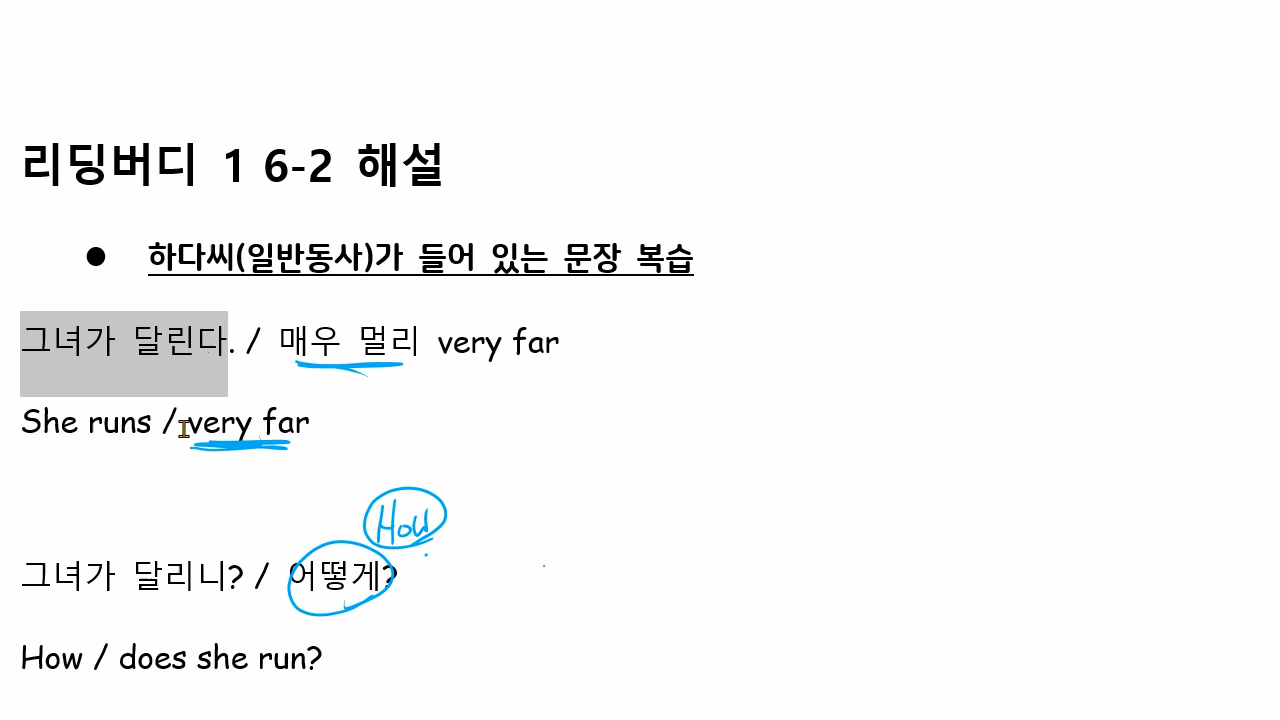 리딩버디 1 6-2 해설
● 하다씨(일반동사)가 들어 있는 문장 복습
그녀가 달린다. / 매우 멀리 very far
She runs / very far
How
그녀가 달리니? / 어떻게?
How / does she run?